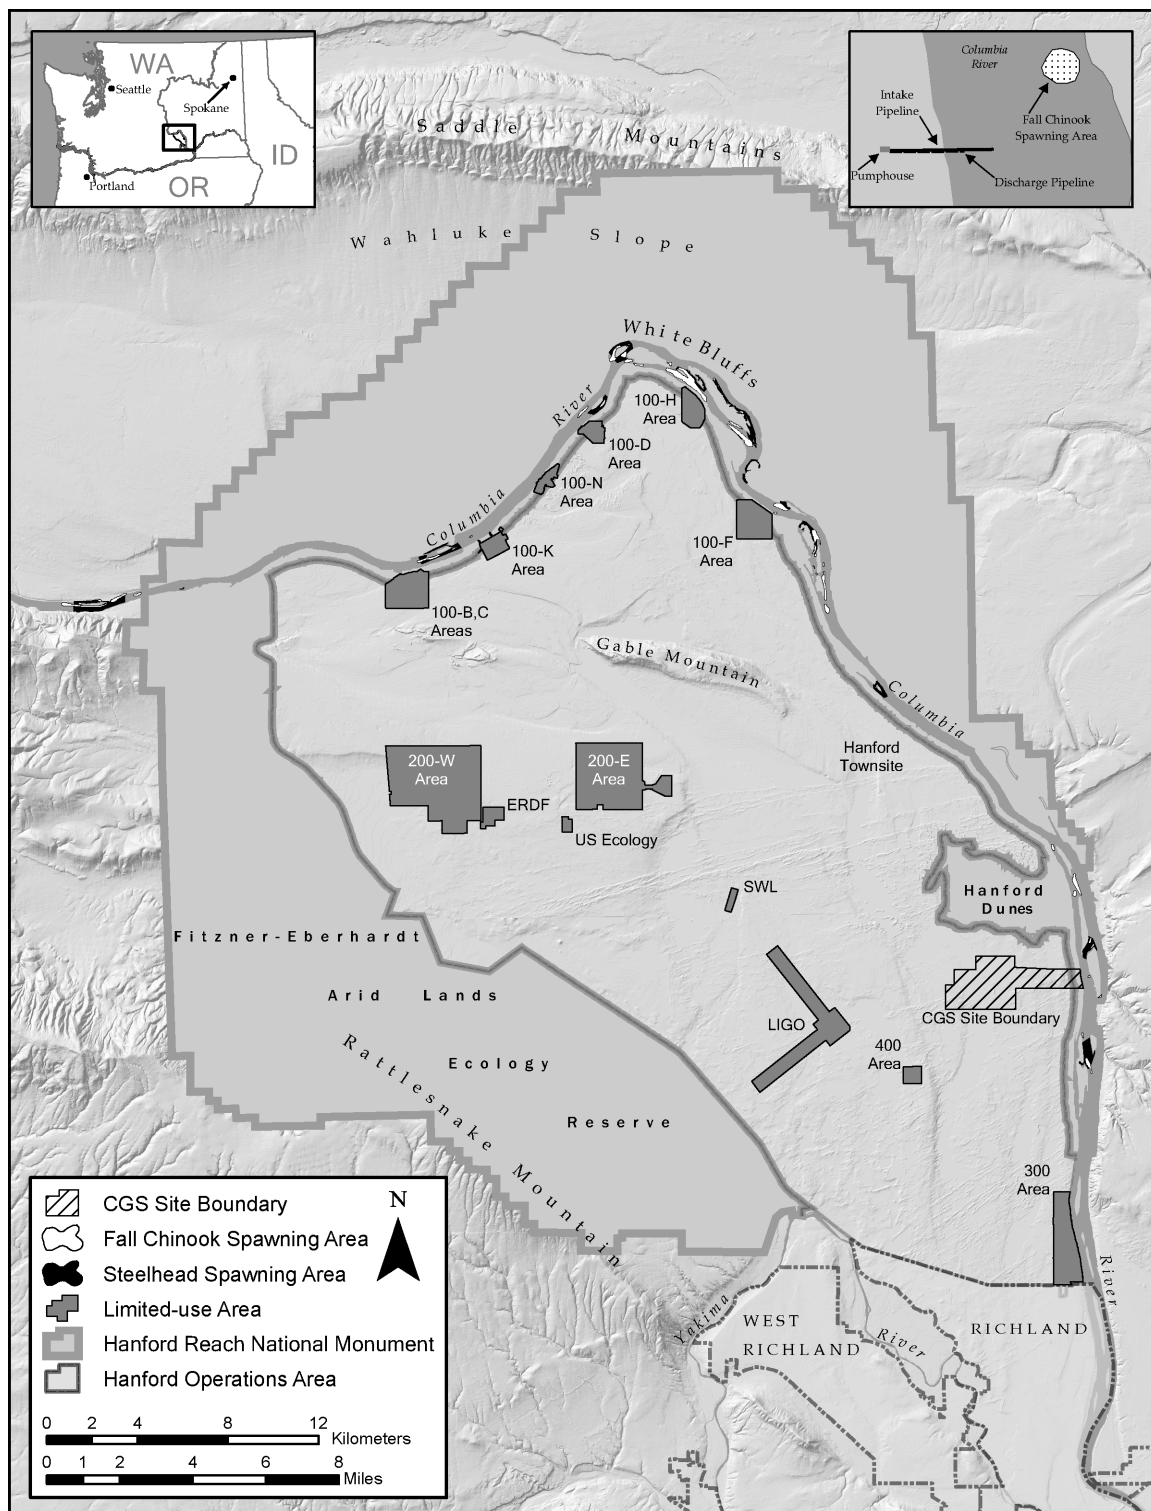 WA
Seattle
Spokane
ID
Portland
OR
Columbia
River
Intake
Pipeline
Fall Chinook
Spawning Area
Pumphouse
Discharge Pipeline
Saddle Mountains
Wahluke Slope
White Bluffs
River
100-H
Area
100-D
Area
100-N
Area
Columbia
100-K
Area
100-F
Area
100-B,C
Areas
Gable Mountain
Columbia
Hanford
Townsite
200-W
Area
200-E
Area
ERDF
US Ecology
SWL
Hanford
Dunes
Fitzner-Eberhardt
Arid Lands
Ecology
Reserve
Rattlesnake Mountain
LIGO
CGS Site Boundary
400
Area
300
Area
River
Yakima
River
WEST
RICHLAND
RICHLAND
CGS Site Boundary
Fall Chinook Spawning Area
Steelhead Spawning Area
Limited-use Area
Hanford Reach National Monument
Hanford Operations Area
N
0 2 4 8 12
Kilometers
0 1 2 4 6 8
Miles